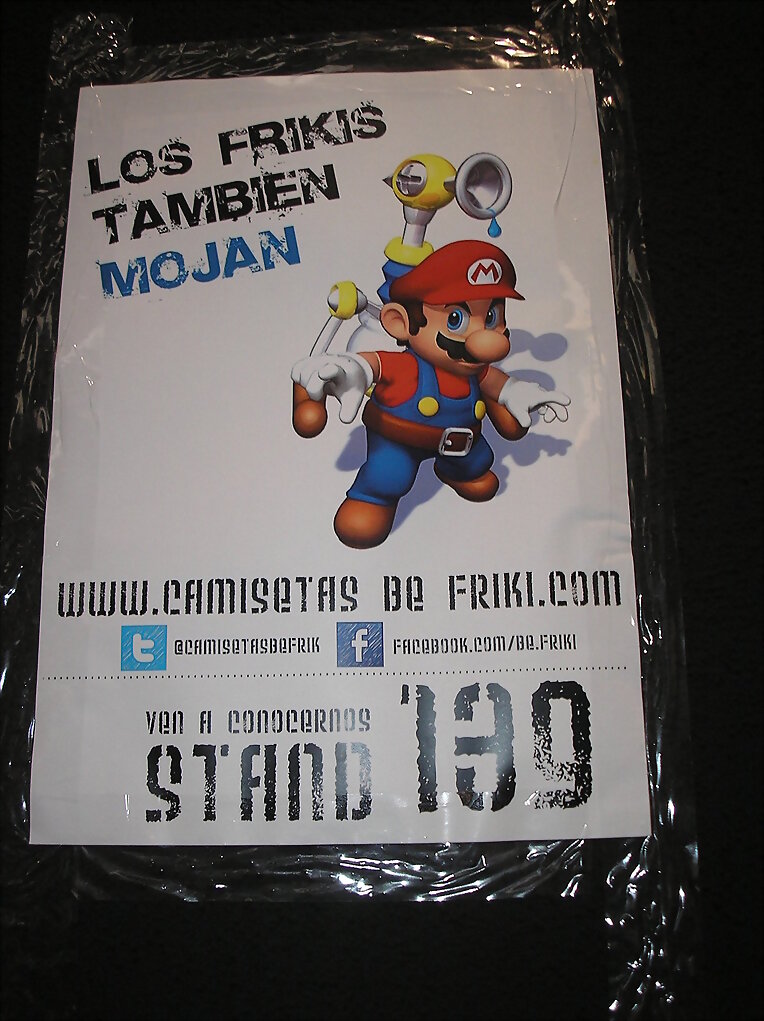 LOS FRIKIS
TAMBIEN
MOJAN
M
WWW.CAMISETAS BE FRIKI.COM
t @CAMISETASBEFRIK f FACEBOOK.COM/BE.FRIKI
VEN A CONOCERNOS
STAND 139